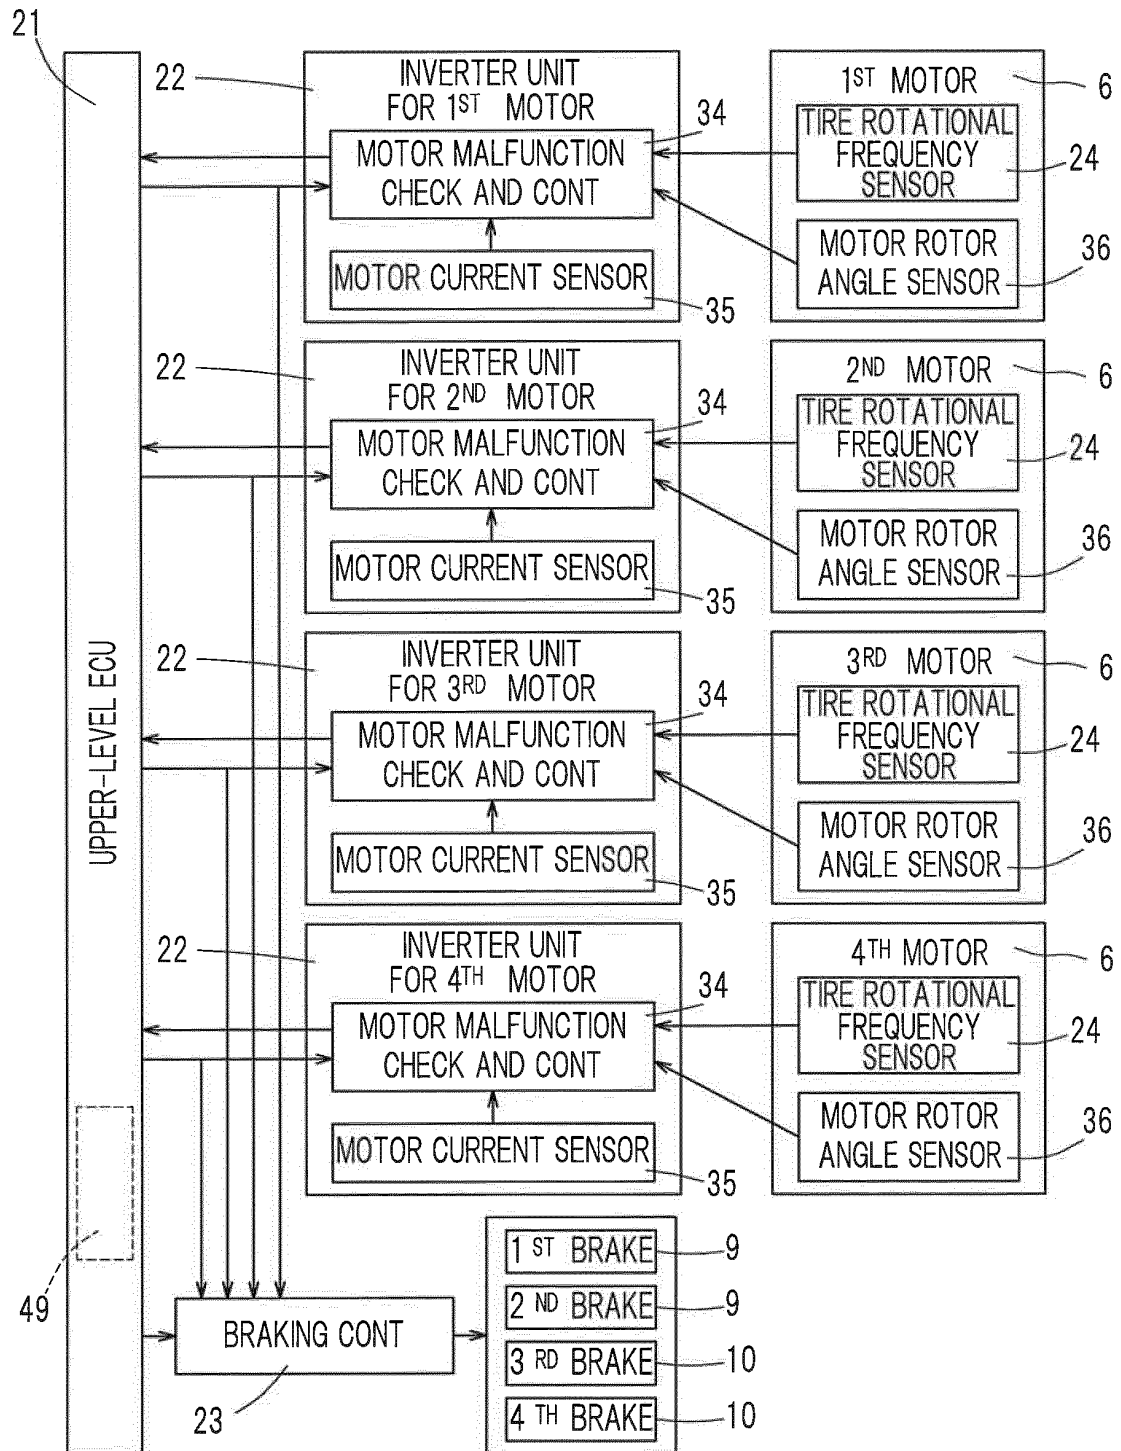 21
UPPER-LEVEL ECU
49
22
INVERTER UNIT
FOR 1ST MOTOR
34
MOTOR MALFUNCTION
CHECK AND CONT
MOTOR CURRENT SENSOR
35
1ST MOTOR
6
TIRE ROTATIONAL
FREQUENCY
SENSOR
24
MOTOR ROTOR
ANGLE SENSOR
36
22
INVERTER UNIT
FOR 2ND MOTOR
34
MOTOR MALFUNCTION
CHECK AND CONT
MOTOR CURRENT SENSOR
35
2ND MOTOR
6
TIRE ROTATIONAL
FREQUENCY
SENSOR
24
MOTOR ROTOR
ANGLE SENSOR
36
22
INVERTER UNIT
FOR 3RD MOTOR
34
MOTOR MALFUNCTION
CHECK AND CONT
MOTOR CURRENT SENSOR
35
3RD MOTOR
6
TIRE ROTATIONAL
FREQUENCY
SENSOR
24
MOTOR ROTOR
ANGLE SENSOR
36
22
INVERTER UNIT
FOR 4TH MOTOR
34
MOTOR MALFUNCTION
CHECK AND CONT
MOTOR CURRENT SENSOR
35
4TH MOTOR
6
TIRE ROTATIONAL
FREQUENCY
SENSOR
24
MOTOR ROTOR
ANGLE SENSOR
36
BRAKING CONT
23
1 ST BRAKE 9
2 ND BRAKE 9
3 RD BRAKE 10
4 TH BRAKE 10